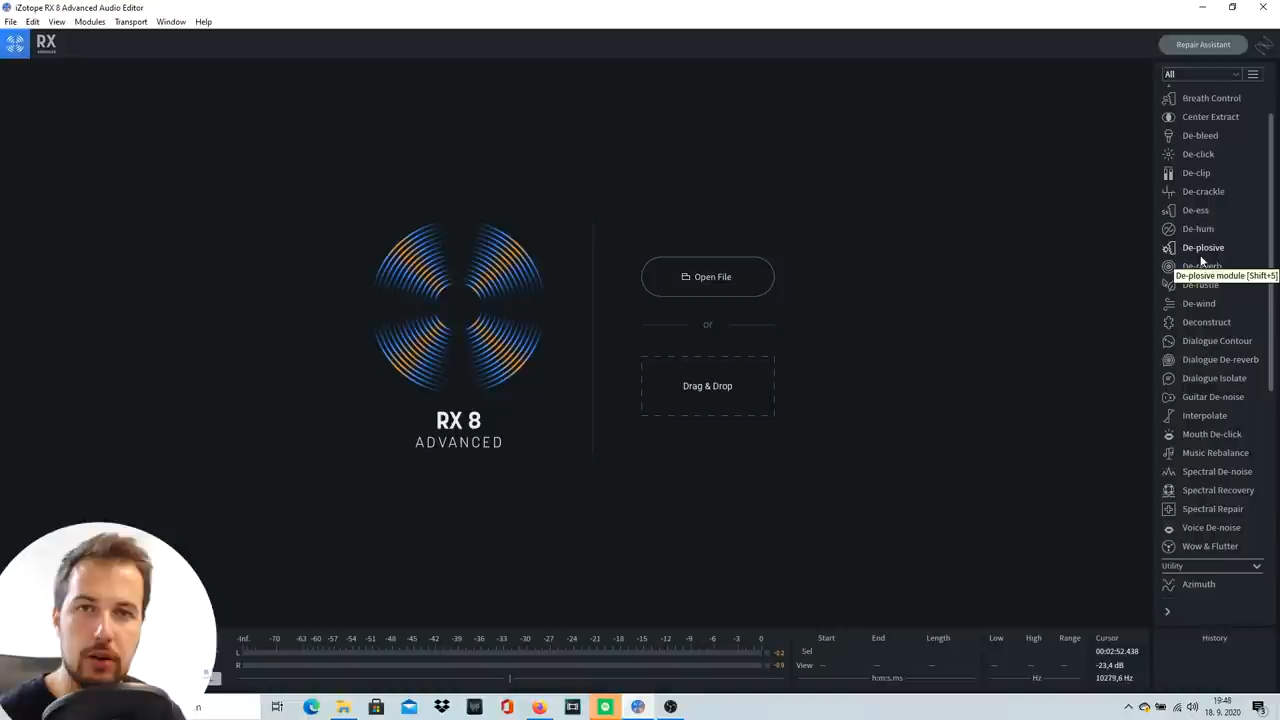 iZotope RX 8 Advanced Audio Editor
File Edit View Modules Transport Window Help
RX
ADVANCED
Repair Assistant
All
Breath Control
Center Extract
De-bleed
De-click
De-clip
De-crackle
De-ess
De-hum
De-plosive
De-reverb
De-plosive module [Shift+5]
De-rustle
De-wind
Deconstruct
Dialogue Contour
Dialogue De-reverb
Dialogue Isolate
Guitar De-noise
Interpolate
Mouth De-click
Music Rebalance
Spectral De-noise
Spectral Recovery
Spectral Repair
Voice De-noise
Wow & Flutter
Utility
Azimuth
Open File
or
Drag & Drop
RX 8
ADVANCED
-Inf. -70 -63 -60 -57 -54 -51 -48 -45 -42 -39 -36 -33 -30 -27 -24 -21 -18 -15 -12 -9 -6 -3 0
L -0.2
R -0.9
Start End Length Low High Range Cursor
Sel 00:02:52.438
View — — — — — — -23,4 dB
h:m:s.ms Hz 10279,6 Hz
History
n
19:48
18. 9. 2020
3